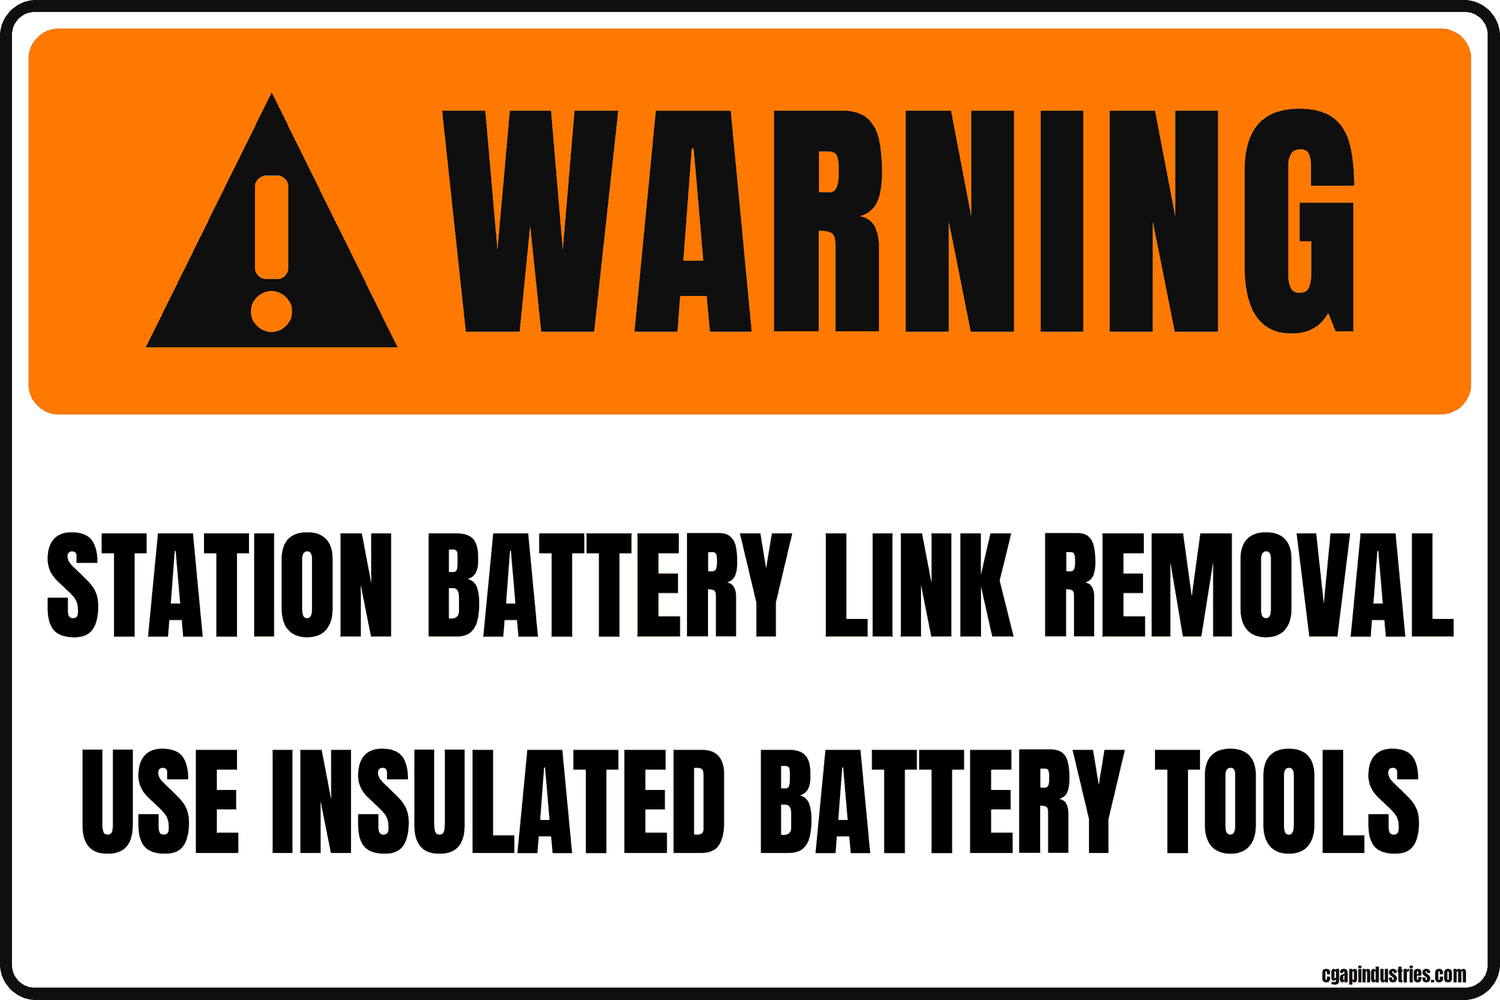 WARNING
STATION BATTERY LINK REMOVAL
USE INSULATED BATTERY TOOLS
cgapindustries.com